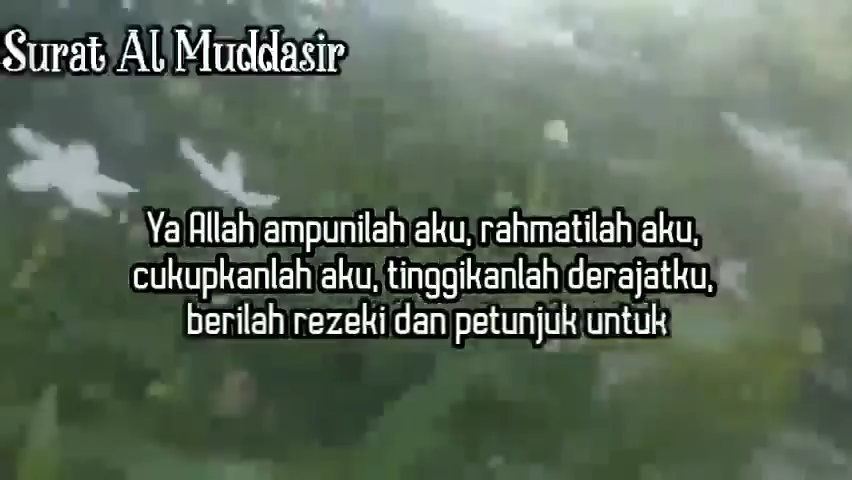 Surat Al Muddasir
Ya Allah ampunilah aku, rahmatilah aku,
cukupkanlah aku, tinggikanlah derajatku,
berilah rezeki dan petunjuk untuk